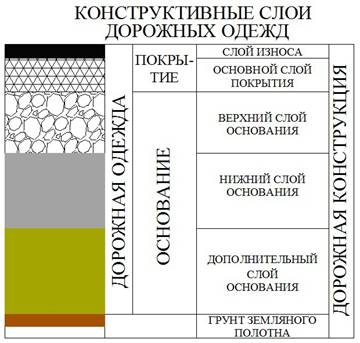 КОНСТРУКТИВНЫЕ СЛОИ
ДОРОЖНЫХ ОДЕЖД
ДОРОЖНАЯ ОДЕЖДА
ПОКРЫ-
ТИЕ
ОСНОВАНИЕ
СЛОЙ ИЗНОСА
ОСНОВНОЙ СЛОЙ
ПОКРЫТИЯ
ВЕРХНИЙ СЛОЙ
ОСНОВАНИЯ
НИЖНИЙ СЛОЙ
ОСНОВАНИЯ
ДОПОЛНИТЕЛЬНЫЙ
СЛОЙ
ОСНОВАНИЯ
ГРУНТ ЗЕМЛЯНОГО
ПОЛОТНА
ДОРОЖНАЯ КОНСТРУКЦИЯ